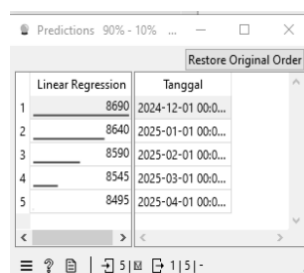 Predictions 90% - 10% ...
Restore Original Order
Linear Regression Tanggal
1 8690 2024-12-01 00:0...
2 8640 2025-01-01 00:0...
3 8590 2025-02-01 00:0...
4 8545 2025-03-01 00:0...
5 8495 2025-04-01 00:0...
? 5 | 1 | 5 | -